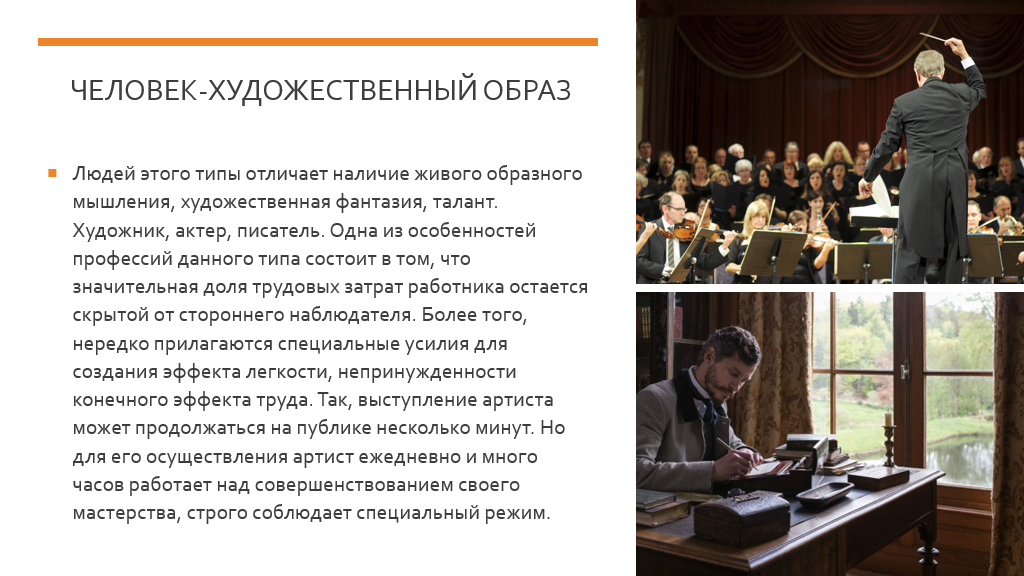 ЧЕЛОВЕК-ХУДОЖЕСТВЕННЫЙ ОБРАЗ
Людей этого типы отличает наличие живого образного
мышления, художественная фантазия, талант.
Художник, актер, писатель. Одна из особенностей
профессий данного типа состоит в том, что
значительная доля трудовых затрат работника остается
скрытой от стороннего наблюдателя. Более того,
нередко прилагаются специальные усилия для
создания эффекта легкости, непринужденности
конечного эффекта труда. Так, выступление артиста
может продолжаться на публике несколько минут. Но
для его осуществления артист ежедневно и много
часов работает над совершенствованием своего
мастерства, строго соблюдает специальный режим.